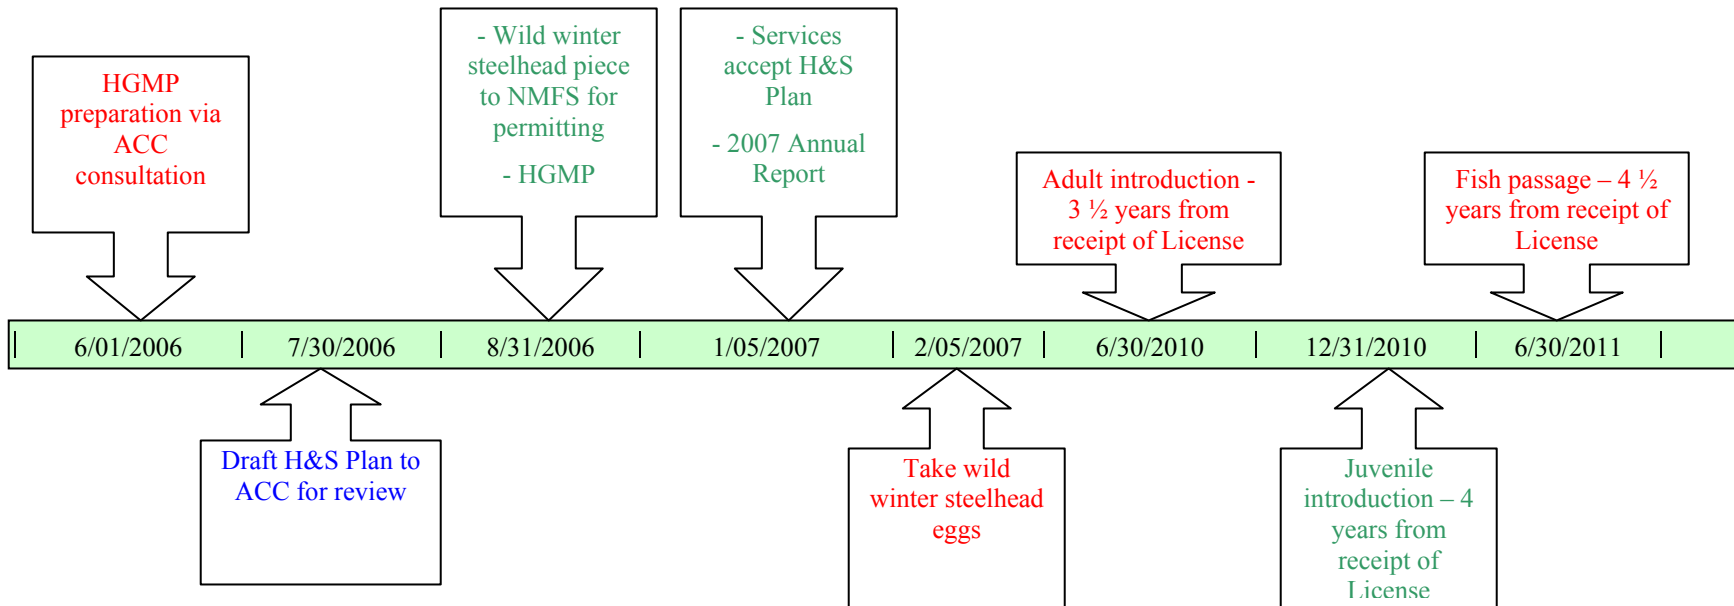 HGMP
preparation via
ACC
consultation
- Wild winter
steelhead piece
to NMFS for
permitting
- HGMP
- Services
accept H&S
Plan
- 2007 Annual
Report
Adult introduction -
3 ½ years from
receipt of License
Fish passage – 4 ½
years from receipt of
License
6/01/2006
7/30/2006
8/31/2006
1/05/2007
2/05/2007
6/30/2010
12/31/2010
6/30/2011
Draft H&S Plan to
ACC for review
Take wild
winter steelhead
eggs
Juvenile
introduction – 4
years from
receipt of
License